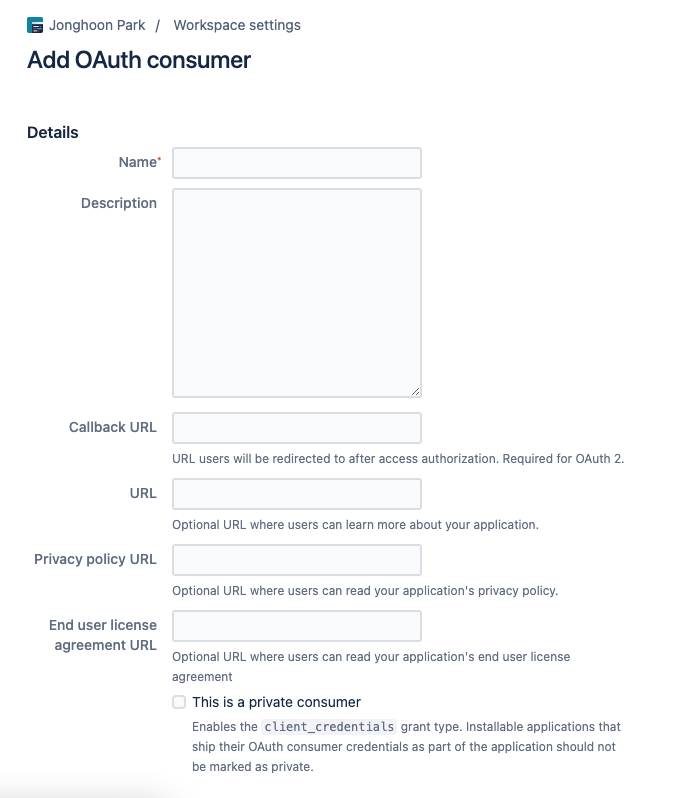 Jonghoon Park / Workspace settings
Add OAuth consumer
Details
Name*
Description
Callback URL
URL users will be redirected to after access authorization. Required for OAuth 2.
URL
Optional URL where users can learn more about your application.
Privacy policy URL
Optional URL where users can read your application's privacy policy.
End user license
agreement URL
Optional URL where users can read your application's end user license
agreement
This is a private consumer
Enables the client_credentials grant type. Installable applications that
ship their OAuth consumer credentials as part of the application should not
be marked as private.